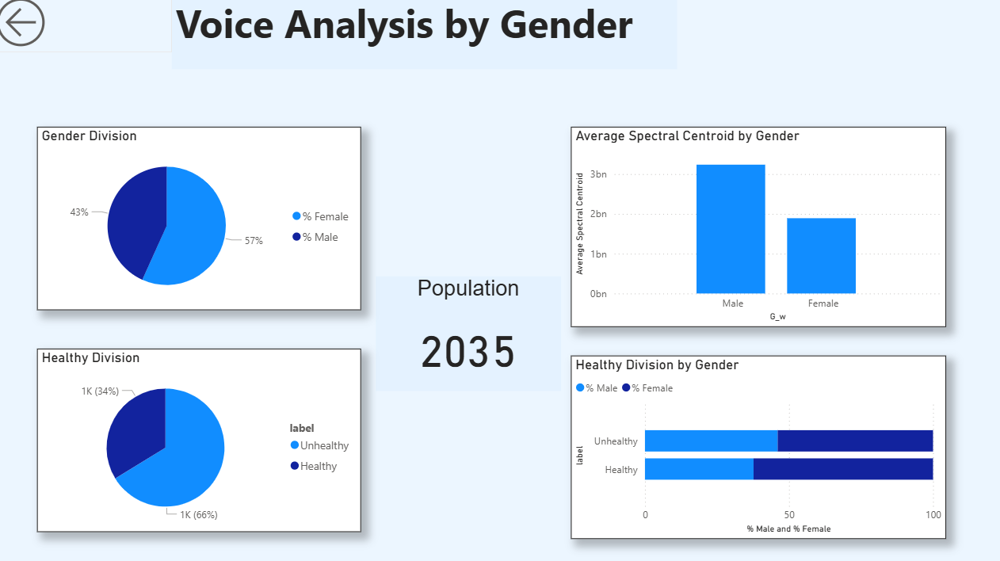 Voice Analysis by Gender
Gender Division
43%
57%
% Female
% Male
Population
2035
Average Spectral Centroid by Gender
Average Spectral Centroid
3bn
2bn
1bn
0bn
Male
Female
G_w
Healthy Division
1K (34%)
1K (66%)
label
Unhealthy
Healthy
Healthy Division by Gender
% Male
% Female
label
Unhealthy
Healthy
0
50
100
% Male and % Female